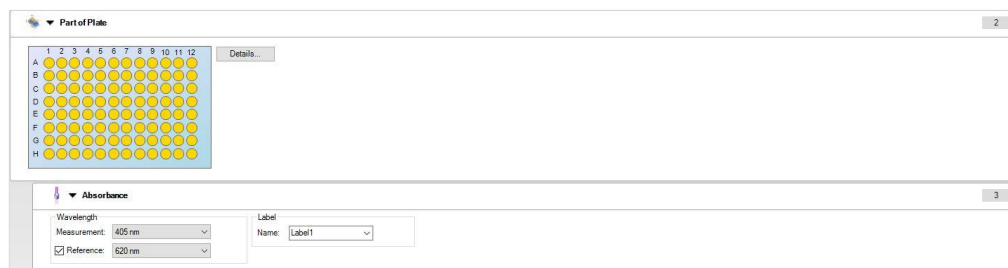 Part of Plate
2
1 2 3 4 5 6 7 8 9 10 11 12
Details...
A
B
C
D
E
F
G
H
Absorbance
3
Wavelength
Label
Measurement: 405 nm
Name: Label1
Reference: 620 nm